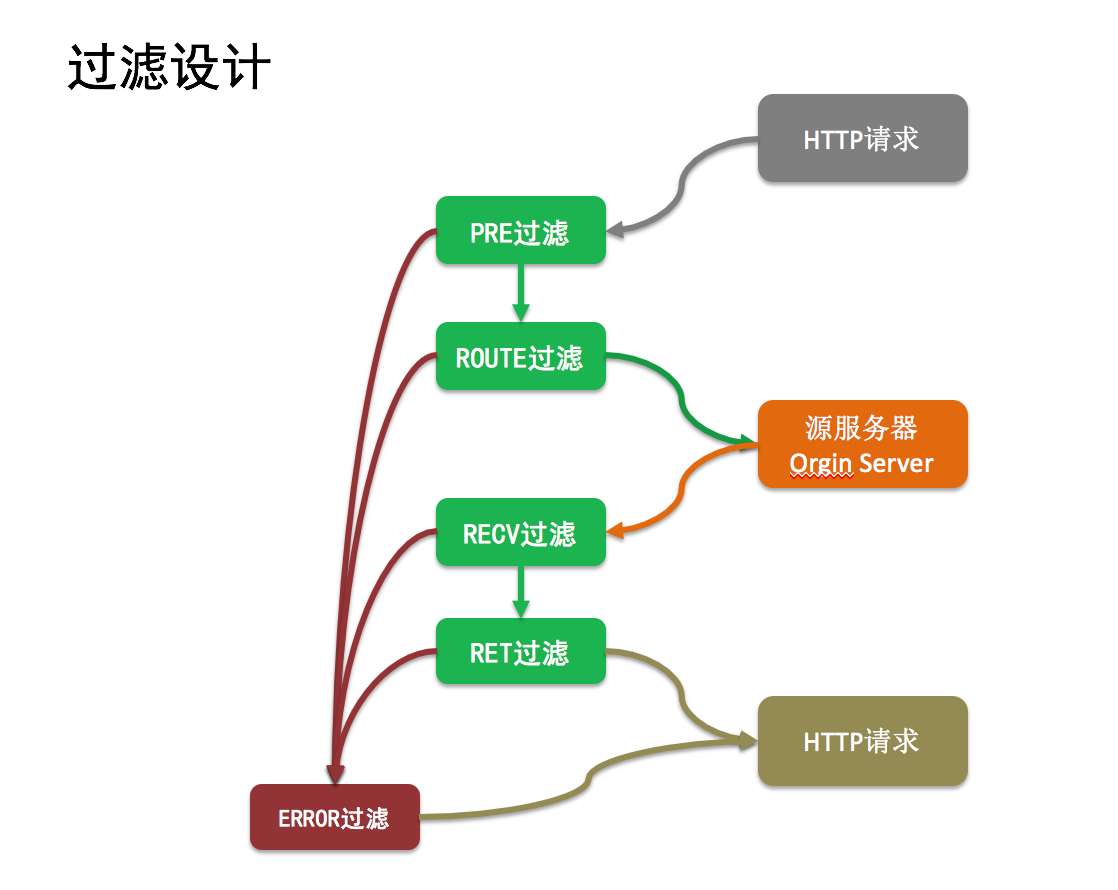 过滤设计
HTTP请求
PRE过滤
ROUTE过滤
源服务器
Orgin Server
RECV过滤
RET过滤
HTTP请求
ERROR过滤